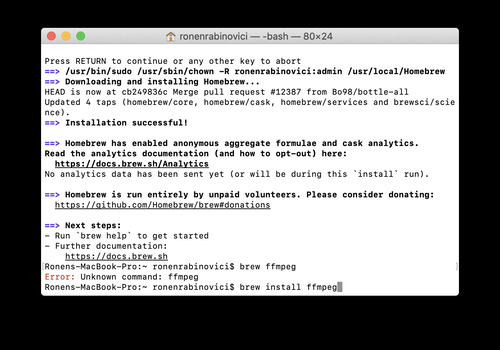 ronenrabinovici — -bash — 80×24
Press RETURN to continue or any other key to abort
==> /usr/bin/sudo /usr/sbin/chown -R ronenrabinovici:admin /usr/local/Homebrew
==> Downloading and installing Homebrew...
HEAD is now at cb249836c Merge pull request #12387 from Bo98/bottle-all
Updated 4 taps (homebrew/core, homebrew/cask, homebrew/services and brewsci/scie
nce).
==> Installation successful!
==> Homebrew has enabled anonymous aggregate formulae and cask analytics.
Read the analytics documentation (and how to opt-out) here:
https://docs.brew.sh/Analytics
No analytics data has been sent yet (or will be during this `install` run).
==> Homebrew is run entirely by unpaid volunteers. Please consider donating:
https://github.com/Homebrew/brew#donations
==> Next steps:
- Run `brew help` to get started
- Further documentation:
https://docs.brew.sh
[Ronens-MacBook-Pro:~ ronenrabinovici$ brew ffmpeg ]
Error: Unknown command: ffmpeg
Ronens-MacBook-Pro:~ ronenrabinovici$ brew install ffmpeg